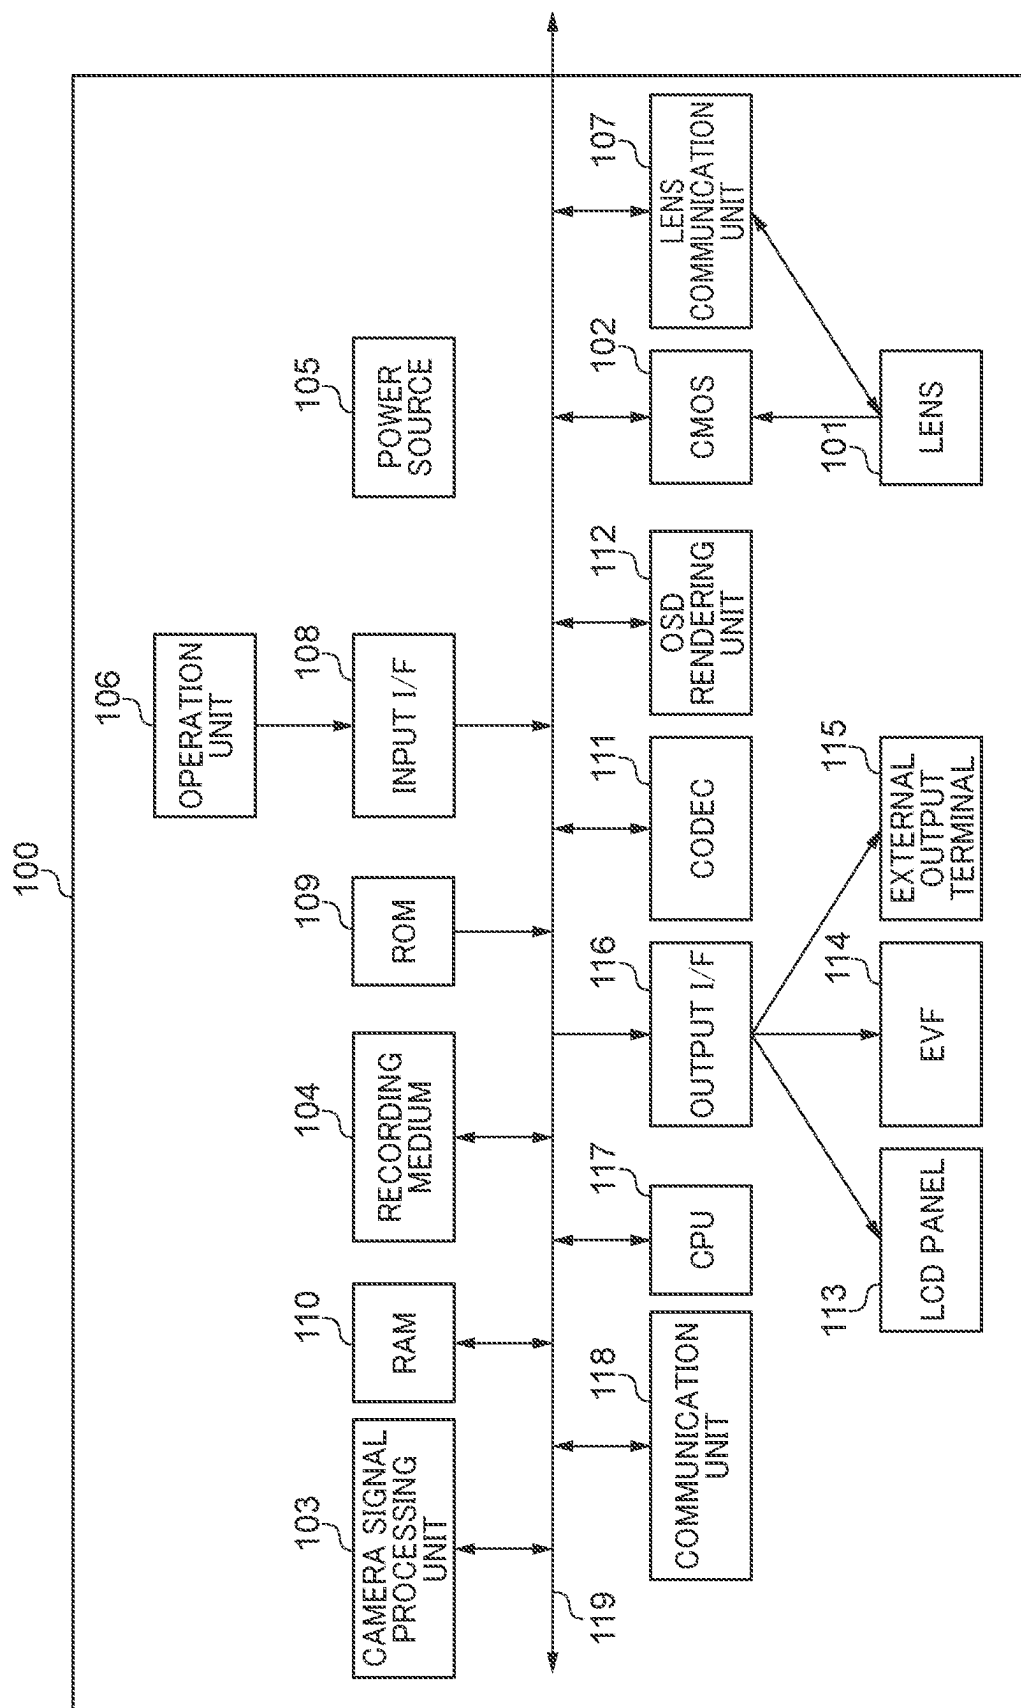 100
106
OPERATION
UNIT
103
CAMERA SIGNAL
PROCESSING
UNIT
110
RAM
104
RECORDING
MEDIUM
109
ROM
108
INPUT I/F
105
POWER
SOURCE
119
118
COMMUNICATION
UNIT
117
CPU
116
OUTPUT I/F
111
CODEC
112
OSD
RENDERING
UNIT
102
CMOS
107
LENS
COMMUNICATION
UNIT
113
LCD PANEL
114
EVF
115
EXTERNAL
OUTPUT
TERMINAL
101
LENS